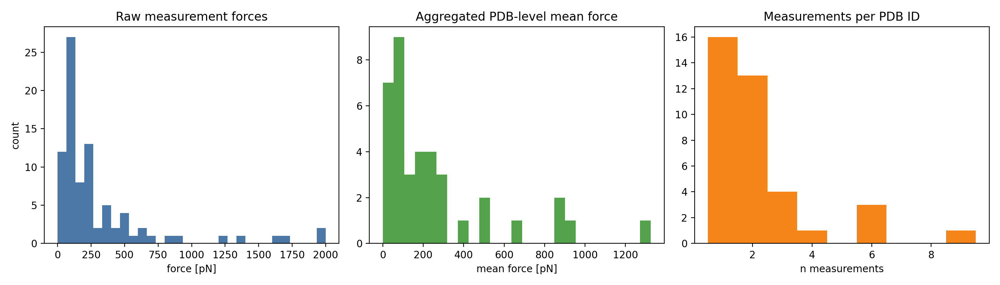 Raw measurement forces
count
25
20
15
10
5
0
0 250 500 750 1000 1250 1500 1750 2000
force [pN]
Aggregated PDB-level mean force
8
6
4
2
0
0 200 400 600 800 1000 1200
mean force [pN]
Measurements per PDB ID
16
14
12
10
8
6
4
2
0
2 4 6 8
n measurements